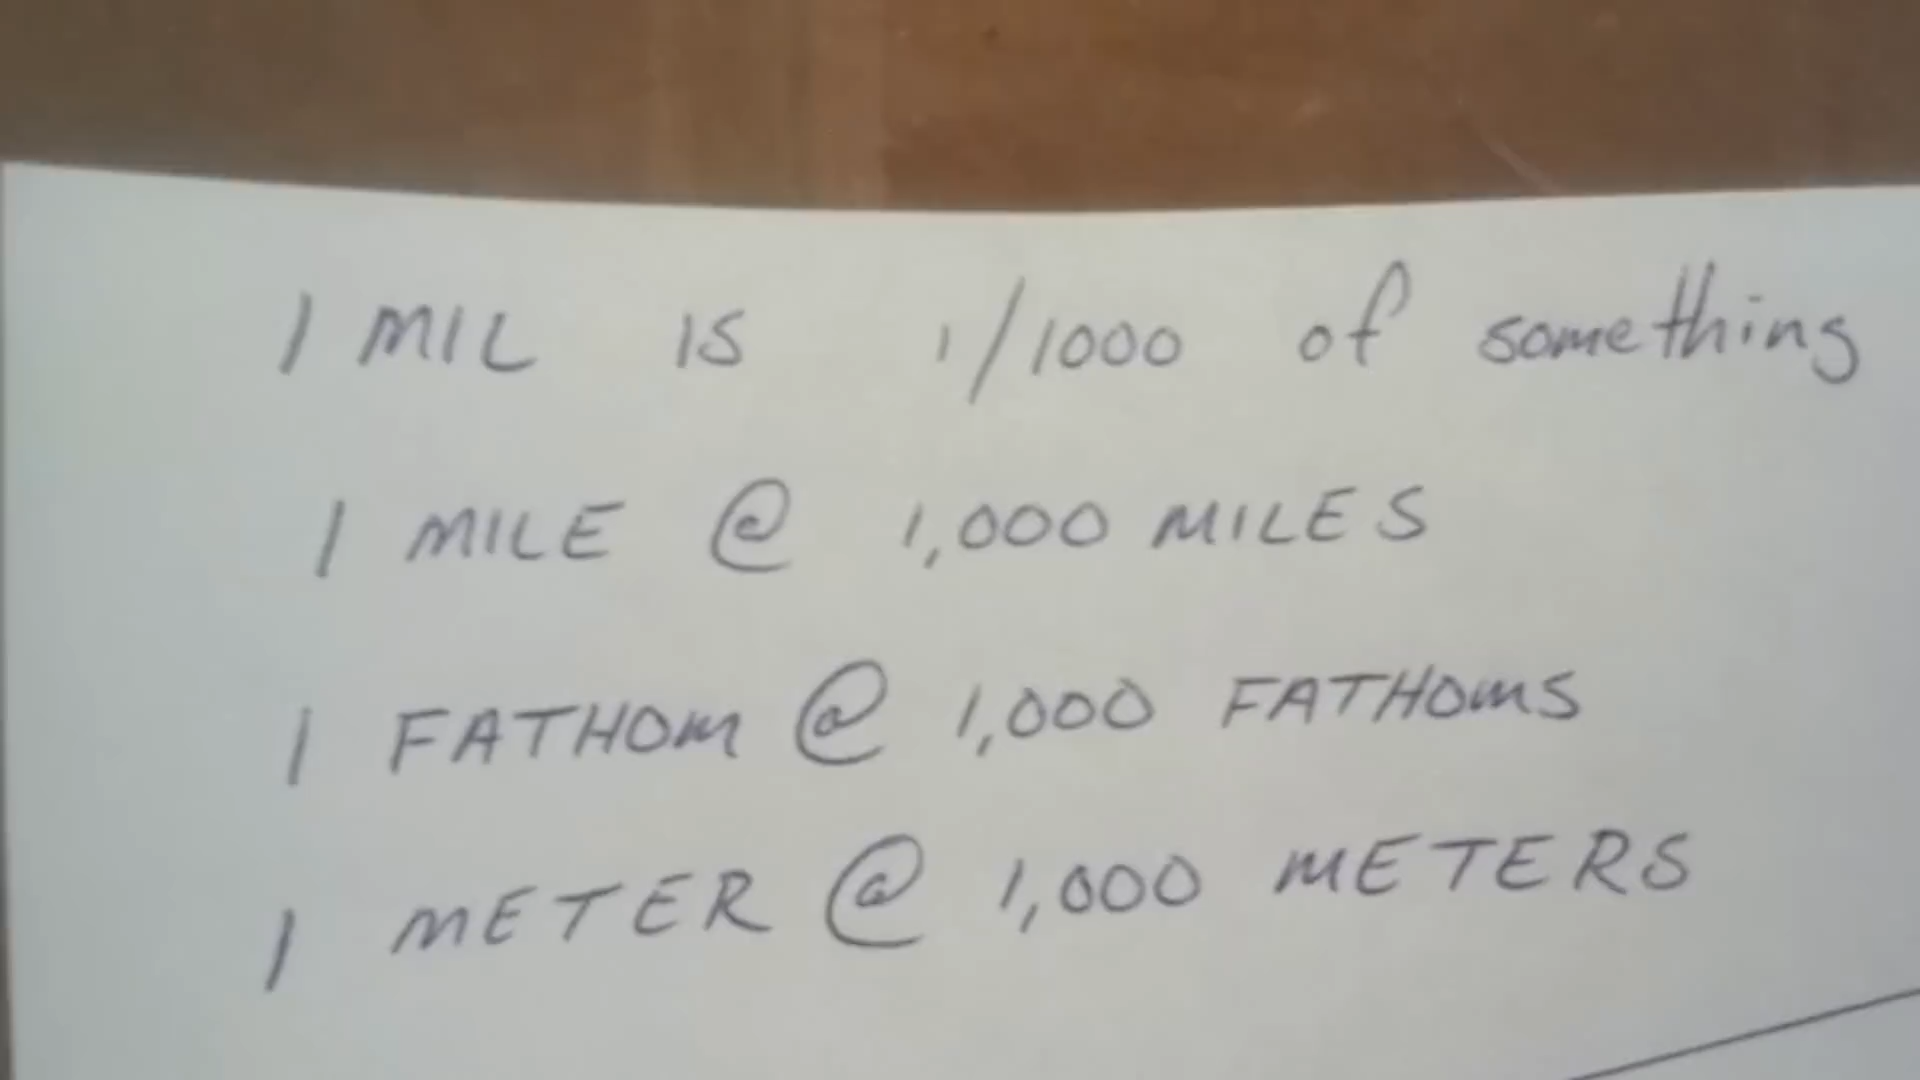 1 MIL IS 1/1000 of something
1 MILE @ 1,000 MILES
1 FATHOM @ 1,000 FATHOMS
1 METER @ 1,000 METERS